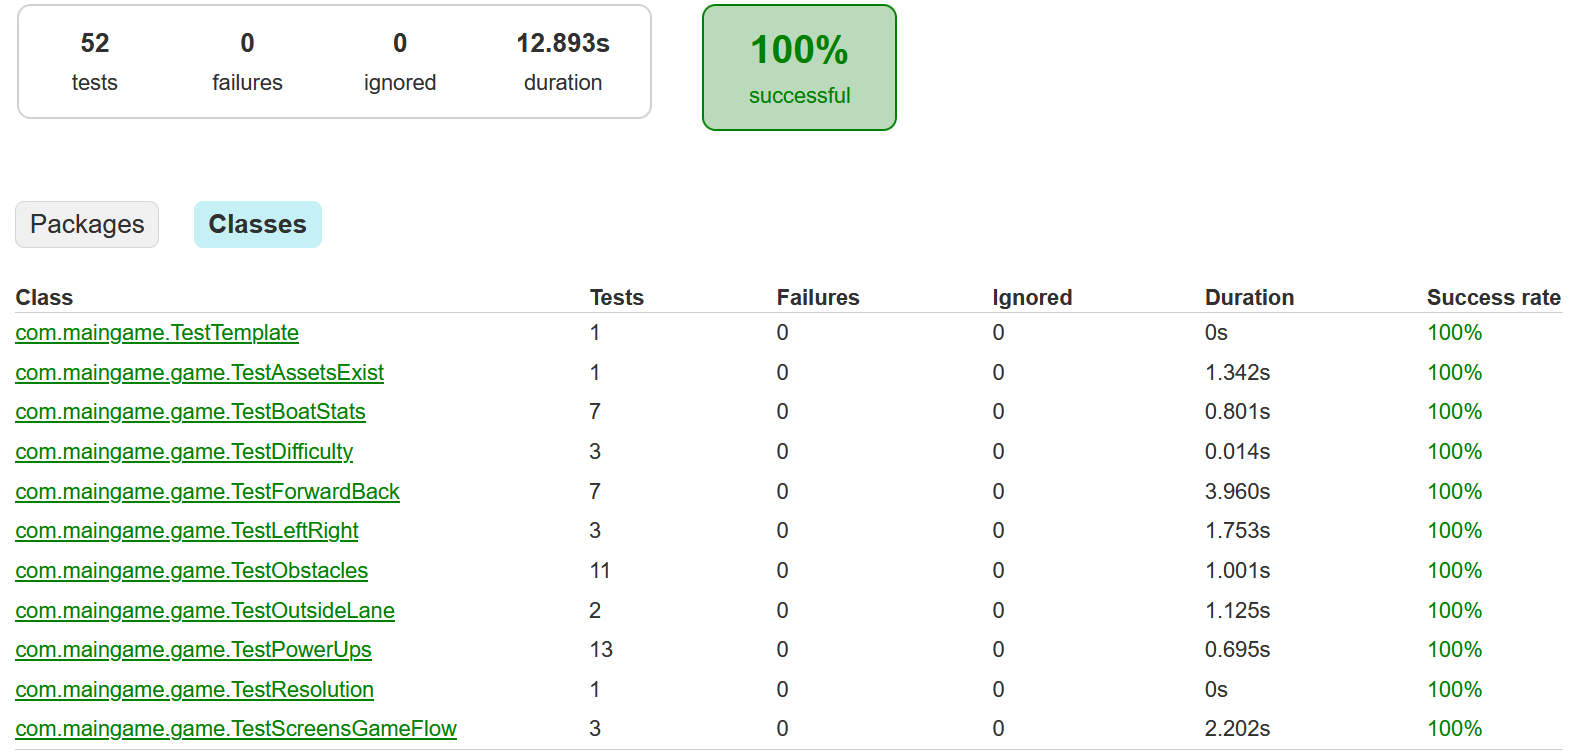 52 0 0 12.893s
tests failures ignored duration
100%
successful
Packages Classes
Class Tests Failures Ignored Duration Success rate
com.maingame.TestTemplate 1 0 0 0s 100%
com.maingame.game.TestAssetsExist 1 0 0 1.342s 100%
com.maingame.game.TestBoatStats 7 0 0 0.801s 100%
com.maingame.game.TestDifficulty 3 0 0 0.014s 100%
com.maingame.game.TestForwardBack 7 0 0 3.960s 100%
com.maingame.game.TestLeftRight 3 0 0 1.753s 100%
com.maingame.game.TestObstacles 11 0 0 1.001s 100%
com.maingame.game.TestOutsideLane 2 0 0 1.125s 100%
com.maingame.game.TestPowerUps 13 0 0 0.695s 100%
com.maingame.game.TestResolution 1 0 0 0s 100%
com.maingame.game.TestScreensGameFlow 3 0 0 2.202s 100%